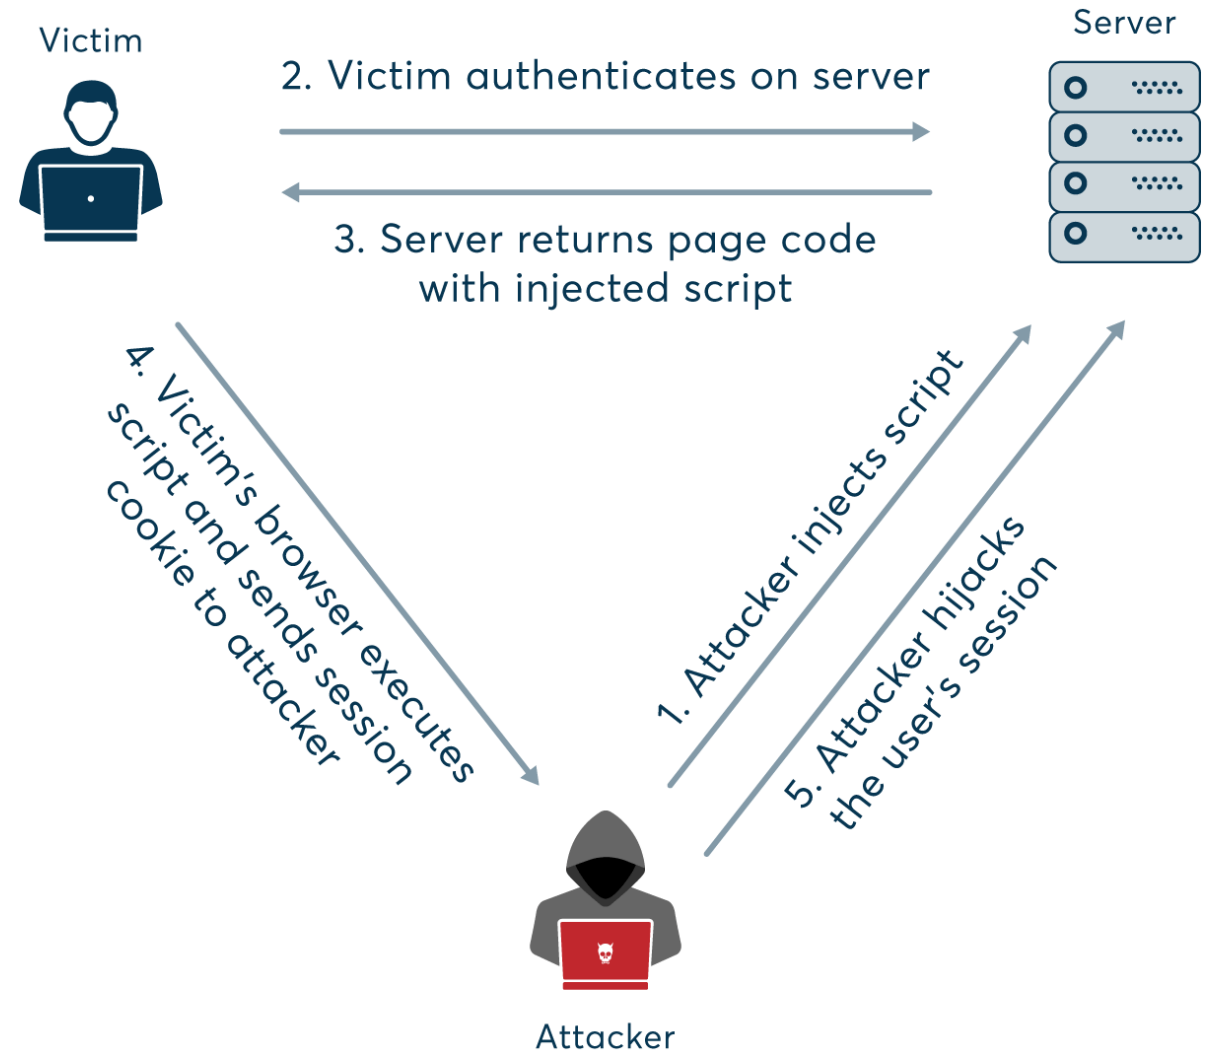 Victim
Server
2. Victim authenticates on server
3. Server returns page code
with injected script
4. Victim's browser executes
script and sends session
cookie to attacker
1. Attacker injects script
5. Attacker hijacks
the user's session
Attacker